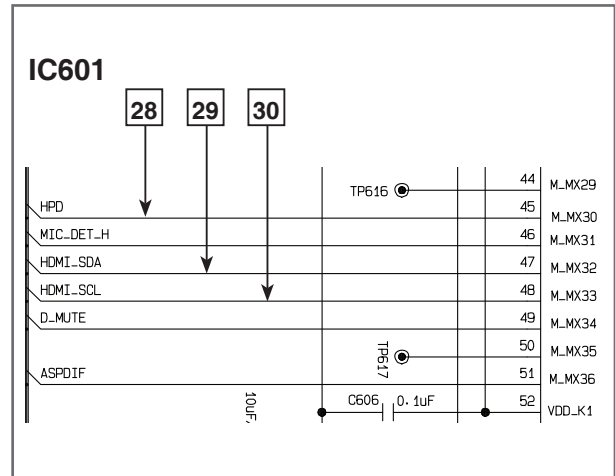 IC601
28 29 30
TP616 44 M_MX29
HPD 45 M_MX30
MIC_DET_H 46 M_MX31
HDMI_SDA 47 M_MX32
HDMI_SCL 48 M_MX33
D_MUTE 49 M_MX34
TP617 50 M_MX35
ASPDIF 51 M_MX36
10uF, C606 0.1uF 52 VDD_K1